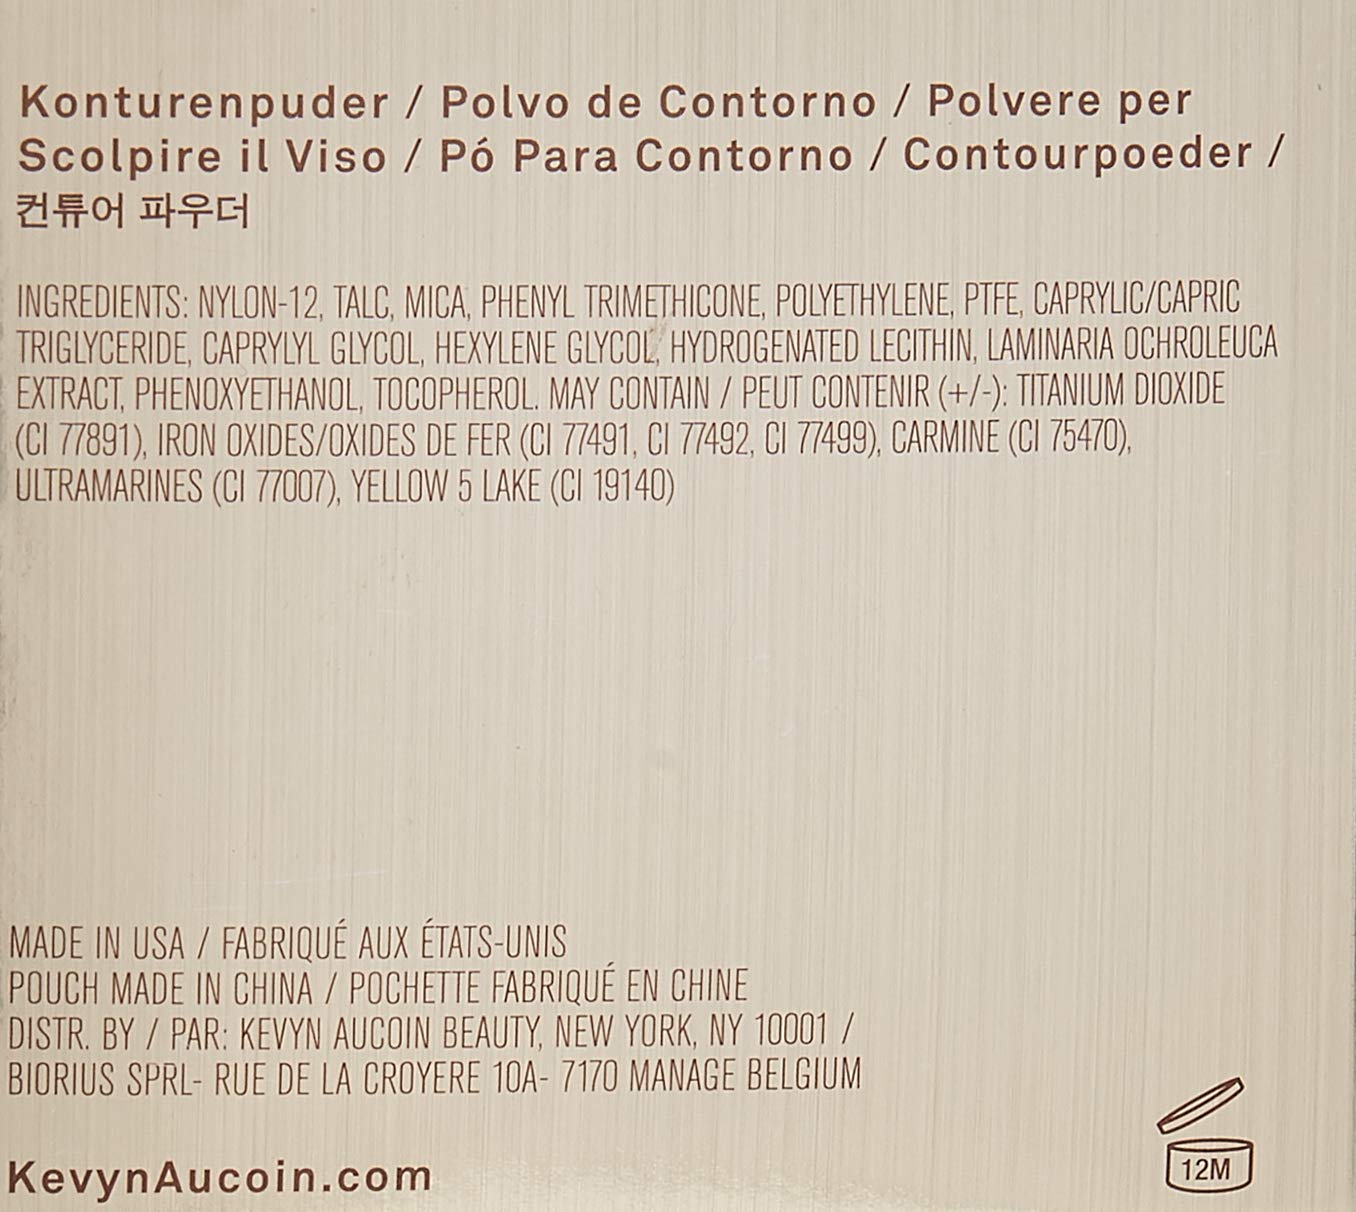 Konturenpuder / Polvo de Contorno / Polvere per
Scolpire il Viso / Pó Para Contorno / Contourpoeder /
컨튜어 파우더
INGREDIENTS: NYLON-12, TALC, MICA, PHENYL TRIMETHICONE, POLYETHYLENE, PTFE, CAPRYLIC/CAPRIC
TRIGLYCERIDE, CAPRYLYL GLYCOL, HEXYLENE GLYCOL, HYDROGENATED LECITHIN, LAMINARIA OCHROLEUCA
EXTRACT, PHENOXYETHANOL, TOCOPHEROL. MAY CONTAIN / PEUT CONTENIR (+/-): TITANIUM DIOXIDE
(CI 77891), IRON OXIDES/OXIDES DE FER (CI 77491, CI 77492, CI 77499), CARMINE (CI 75470),
ULTRAMARINES (CI 77007), YELLOW 5 LAKE (CI 19140)
MADE IN USA / FABRIQUÉ AUX ÉTATS-UNIS
POUCH MADE IN CHINA / POCHETTE FABRIQUÉ EN CHINE
DISTR. BY / PAR: KEVYN AUCOIN BEAUTY, NEW YORK, NY 10001 /
BIORIUS SPRL- RUE DE LA CROYERE 10A- 7170 MANAGE BELGIUM
KevynAucoin.com
12M